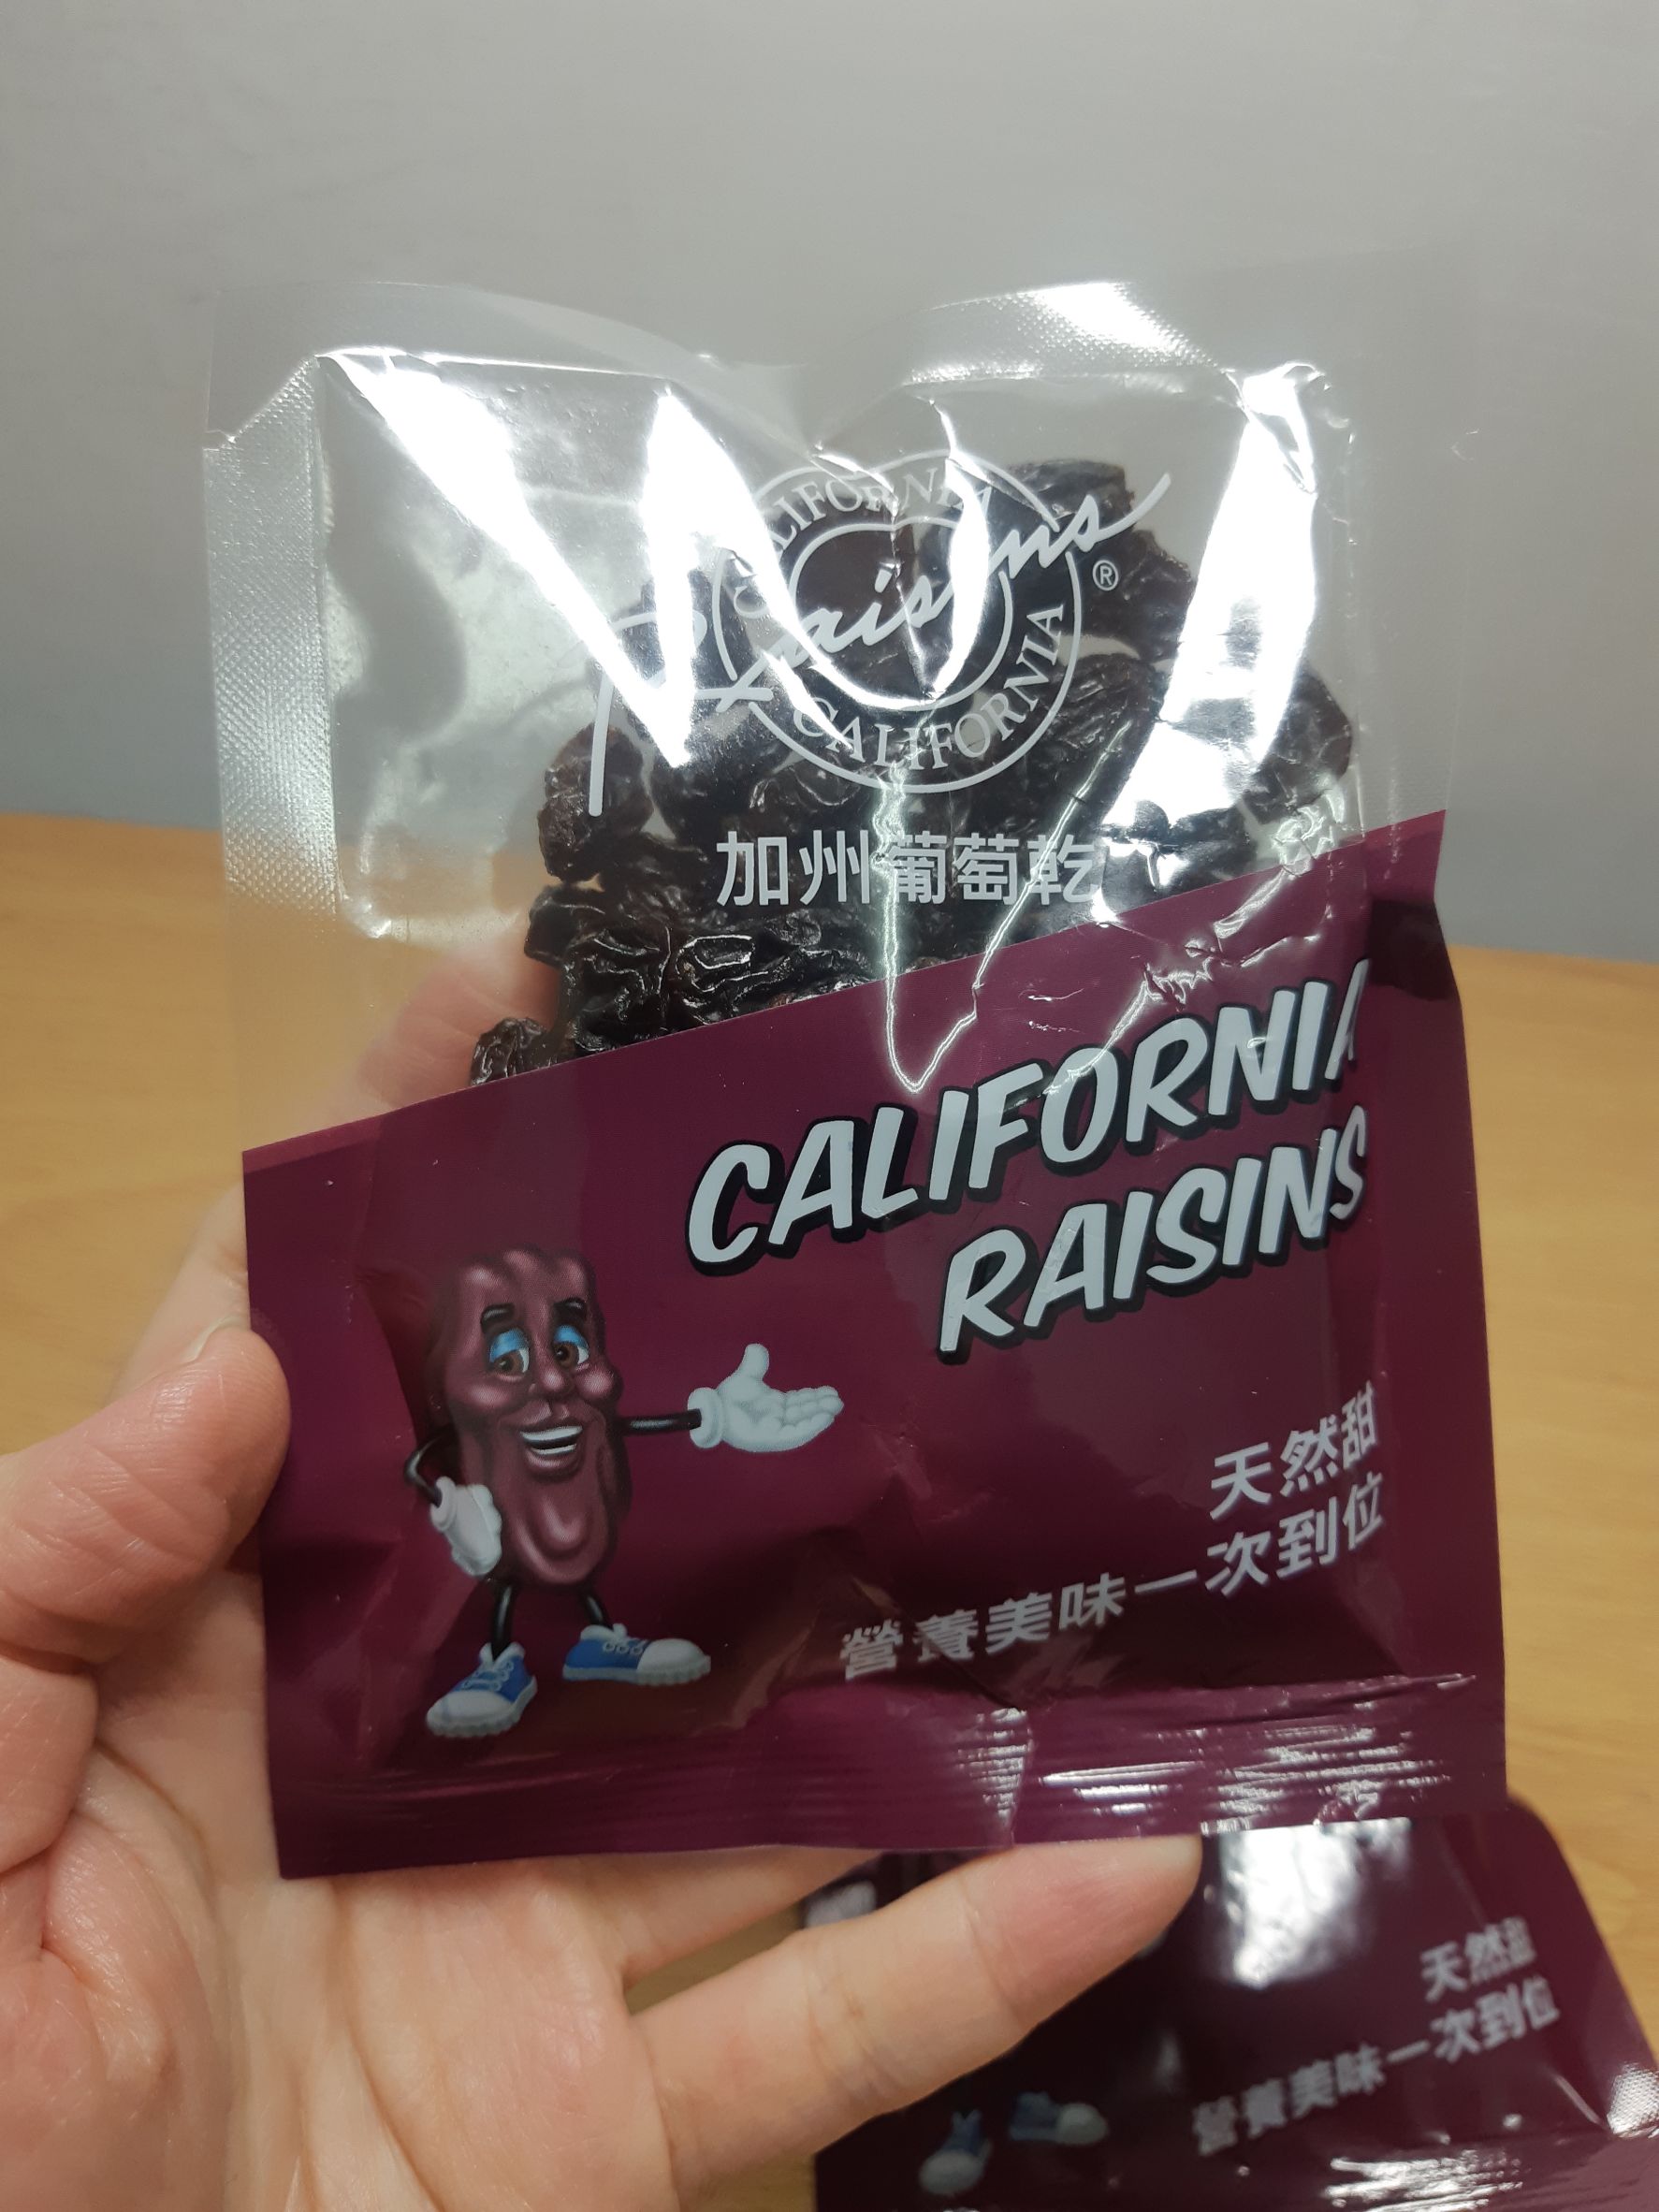 CALIFORNIA
Raisins
®
CALIFORNIA
加州葡萄乾
CALIFORNIA
RAISINS
天然甜
營養美味一次到位
天然甜
營養美味一次到位